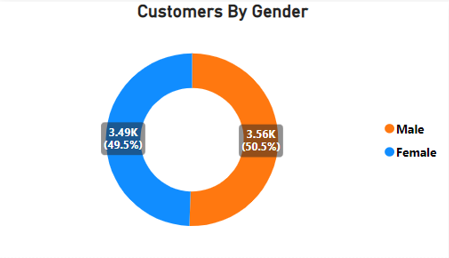 Customers By Gender
3.49K
(49.5%)
3.56K
(50.5%)
Male
Female